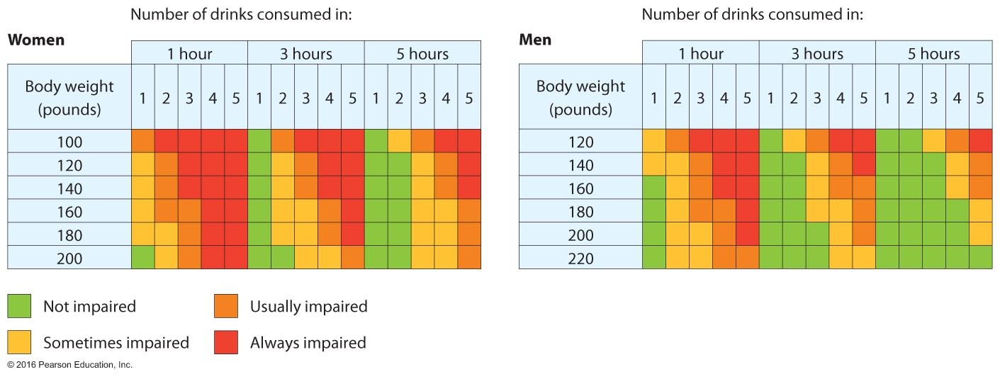 Number of drinks consumed in:
Women
1 hour 3 hours 5 hours
Body weight
(pounds)
1 2 3 4 5 1 2 3 4 5 1 2 3 4 5
100
120
140
160
180
200
Number of drinks consumed in:
Men
1 hour 3 hours 5 hours
Body weight
(pounds)
1 2 3 4 5 1 2 3 4 5 1 2 3 4 5
120
140
160
180
200
220
Not impaired
Usually impaired
Sometimes impaired
Always impaired
© 2016 Pearson Education, Inc.